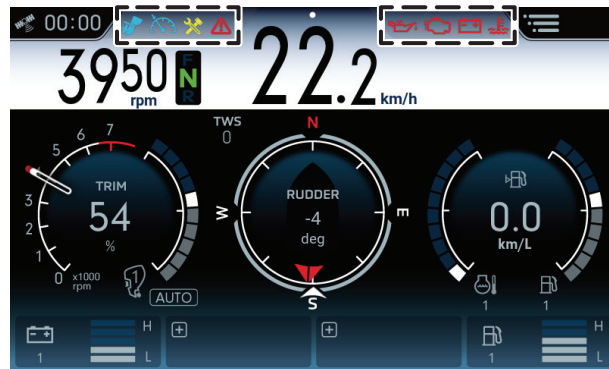 00:00
3950 rpm
F
N
R
22.2 km/h
TWS
0
0 1 2 3 4 5 6 7
x1000
rpm
TRIM
54
%
1
AUTO
N
E
S
W
RUDDER
-4
deg
0.0
km/L
1
1
1
H
L
1
H
L